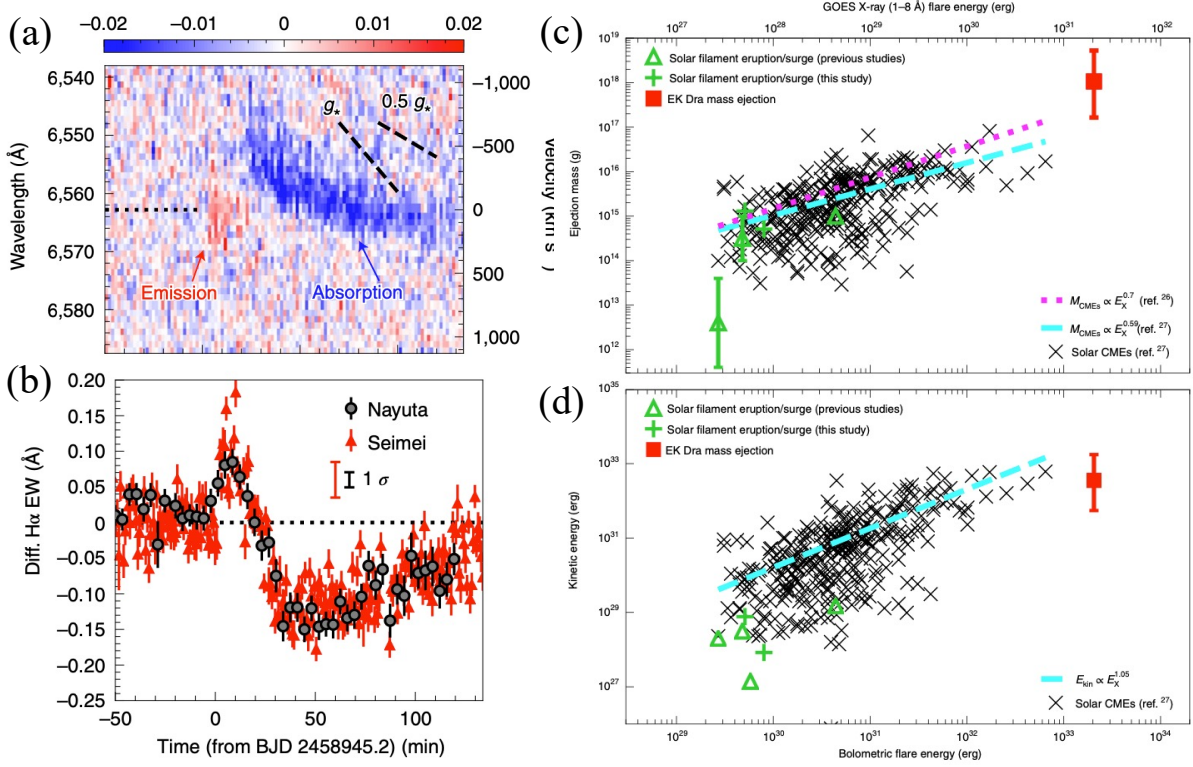 (a)
−0.02 −0.01 0 0.01 0.02
Wavelength (Å)
6,540
6,550
6,560
6,570
6,580
−1,000
−500
0
500
1,000
g*
0.5 g*
Emission
Absorption
(b)
Diff. Hα EW (Å)
0.20
0.15
0.10
0.05
0
−0.05
−0.10
−0.15
−0.20
−0.25
Nayuta
Seimei
1 σ
−50 0 50 100
Time (from BJD 2458945.2) (min)
(c)
GOES X-ray (1–8 Å) flare energy (erg)
10²⁷ 10²⁸ 10²⁹ 10³⁰ 10³¹ 10³²
Ejection mass (g)
10¹⁹
10¹⁸
10¹⁷
10¹⁶
10¹⁵
10¹⁴
10¹³
10¹²
Solar filament eruption/surge (previous studies)
Solar filament eruption/surge (this study)
EK Dra mass ejection
M_CMEs ∝ E_X^0.7 (ref. ²⁶)
M_CMEs ∝ E_X^0.59 (ref. ²⁷)
Solar CMEs (ref. ²⁷)
(d)
Kinetic energy (erg)
10³⁵
10³³
10³¹
10²⁹
10²⁷
Solar filament eruption/surge (previous studies)
Solar filament eruption/surge (this study)
EK Dra mass ejection
E_kin ∝ E_X^1.05
Solar CMEs (ref. ²⁷)
10²⁹ 10³⁰ 10³¹ 10³² 10³³ 10³⁴
Bolometric flare energy (erg)